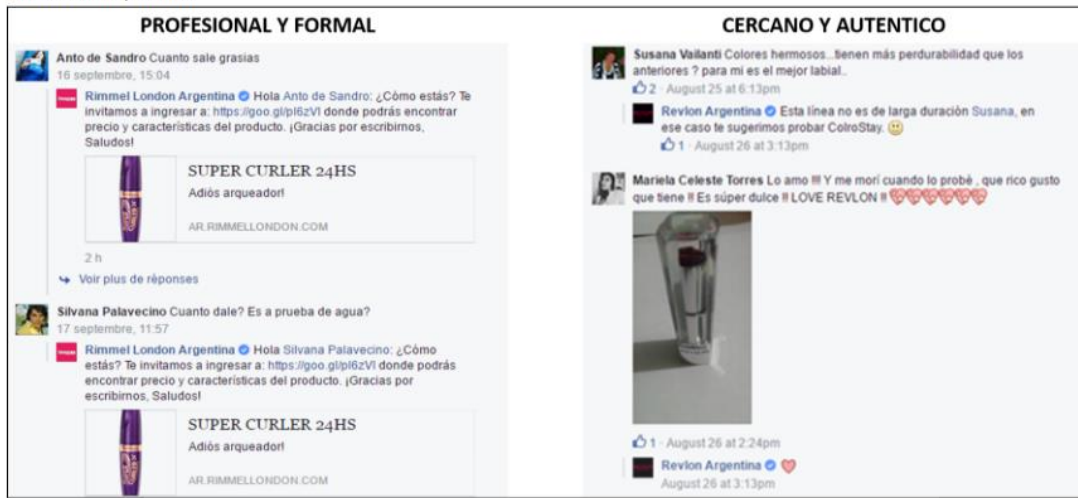 PROFESIONAL Y FORMAL
Anto de Sandro Cuanto sale grasias
16 septembre, 15:04
Rimmel London Argentina Hola Anto de Sandro: ¿Cómo estás? Te
invitamos a ingresar a: https://goo.gl/pl6zVI donde podrás encontrar
precio y características del producto. ¡Gracias por escribirnos,
Saludos!
SUPER CURLER 24HS
Adiós arqueador!
AR.RIMMELLONDON.COM
2 h
Voir plus de réponses
Silvana Palavecino Cuanto dale? Es a prueba de agua?
17 septembre, 11:57
Rimmel London Argentina Hola Silvana Palavecino: ¿Cómo
estás? Te invitamos a ingresar a: https://goo.gl/pl6zVI donde podrás
encontrar precio y características del producto. ¡Gracias por
escribirnos, Saludos!
SUPER CURLER 24HS
Adiós arqueador!
AR.RIMMELLONDON.COM
CERCANO Y AUTENTICO
Susana Vailanti Colores hermosos...tienen más perdurabilidad que los
anteriores ? para mi es el mejor labial..
2 · August 25 at 6:13pm
Revlon Argentina Esta línea no es de larga duración Susana, en
ese caso te sugerimos probar ColroStay. 🙂
1 · August 26 at 3:13pm
Mariela Celeste Torres Lo amo !!! Y me morí cuando lo probé , que rico gusto
que tiene !! Es súper dulce !! LOVE REVLON !!
1 · August 26 at 2:24pm
Revlon Argentina
August 26 at 3:13pm